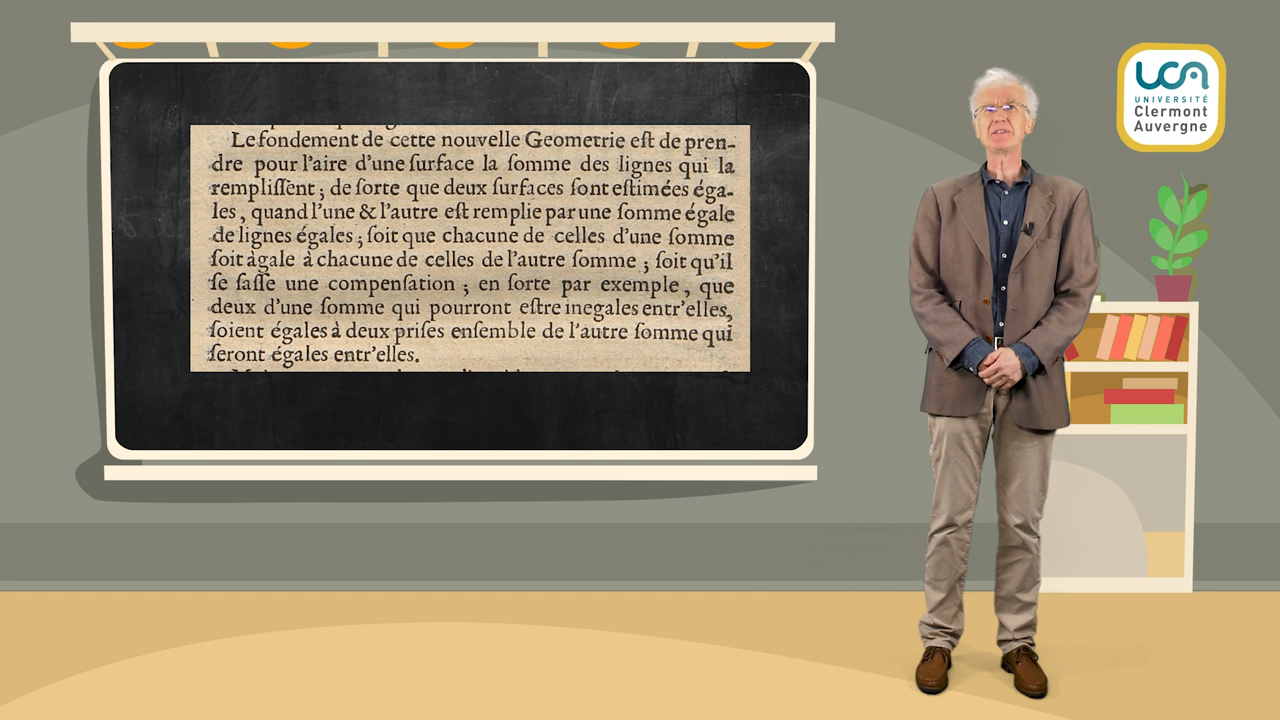 Le fondement de cette nouvelle Geometrie eſt de pren-
dre pour l'aire d'une ſurface la ſomme des lignes qui la
rempliſſent ; de ſorte que deux ſurfaces ſont eſtimées éga-
les, quand l'une & l'autre eſt remplie par une ſomme égale
de lignes égales ; ſoit que chacune de celles d'une ſomme
ſoit àgale à chacune de celles de l'autre ſomme ; ſoit qu'il
ſe faſſe une compenſation ; en ſorte par exemple, que
deux d'une ſomme qui pourront eſtre inegales entr'elles,
ſoient égales à deux priſes enſemble de l'autre ſomme qui
ſeront égales entr'elles.
UCA
UNIVERSITÉ
Clermont
Auvergne